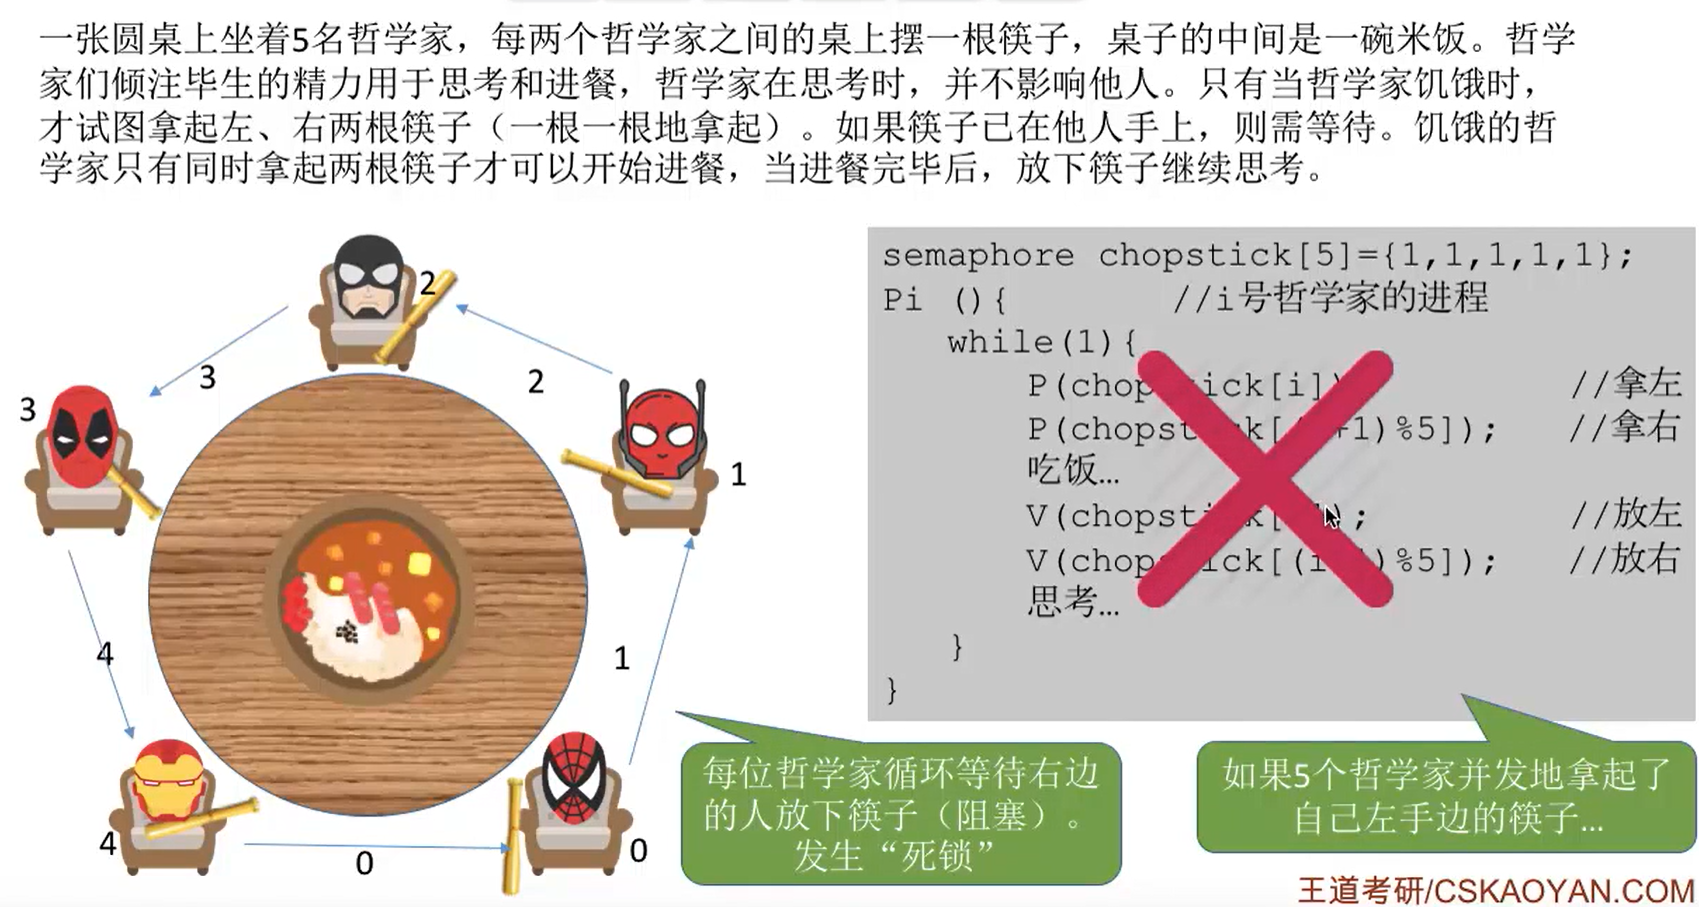 一张圆桌上坐着5名哲学家，每两个哲学家之间的桌上摆一根筷子，桌子的中间是一碗米饭。哲学
家们倾注毕生的精力用于思考和进餐，哲学家在思考时，并不影响他人。只有当哲学家饥饿时，
才试图拿起左、右两根筷子（一根一根地拿起）。如果筷子已在他人手上，则需等待。饥饿的哲
学家只有同时拿起两根筷子才可以开始进餐，当进餐完毕后，放下筷子继续思考。
2
3
2
3
1
4
1
4
0
0
semaphore chopstick[5]={1,1,1,1,1};
Pi (){ //i号哲学家的进程
while(1){
P(chop ick[i]) //拿左
P(chopst k[ +1)%5]); //拿右
吃饭…
V(chopst k[ ); //放左
V(chop ick[(i )%5]); //放右
思考…
}
}
每位哲学家循环等待右边
的人放下筷子（阻塞）。
发生“死锁”
如果5个哲学家并发地拿起了
自己左手边的筷子…
王道考研/CSKAOYAN.COM